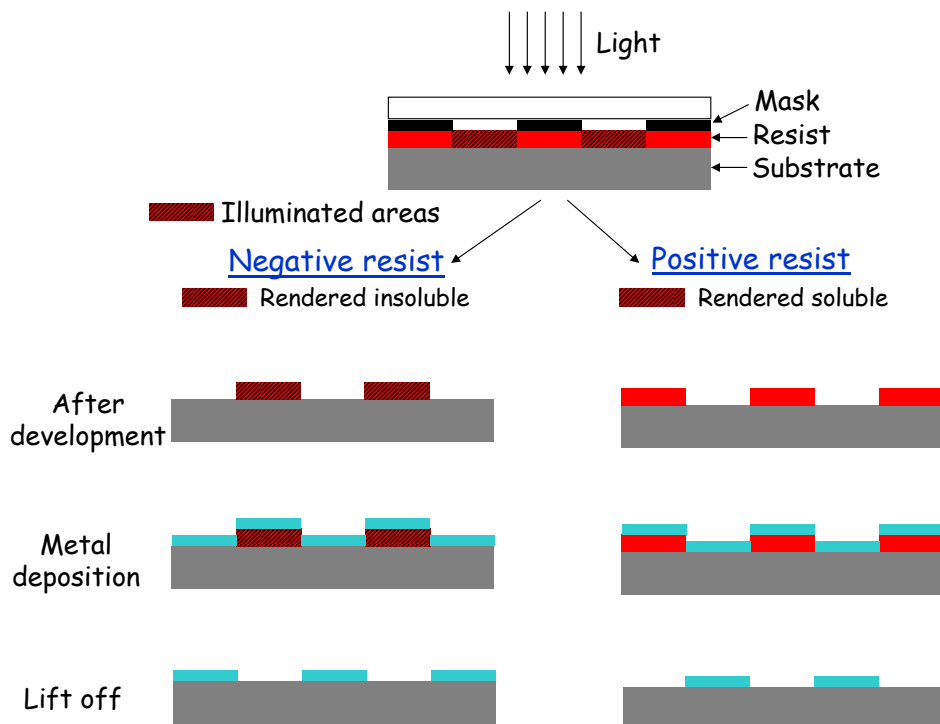 Light
Mask
Resist
Substrate
Illuminated areas
Negative resist
Positive resist
Rendered insoluble
Rendered soluble
After
development
Metal
deposition
Lift off